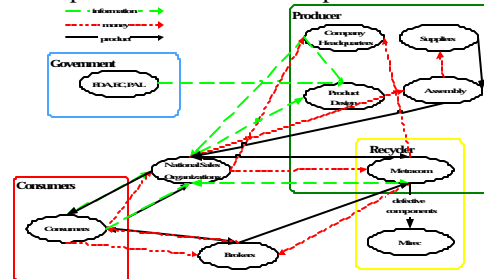 information
money
product
Producer
Company
Headquarters
Suppliers
Government
FDA, EC, PAL
Product
Design
Assembly
Recycler
National Sales
Organizations
Metacom
Consumers
defective
components
Consumers
Brokers
Mirec